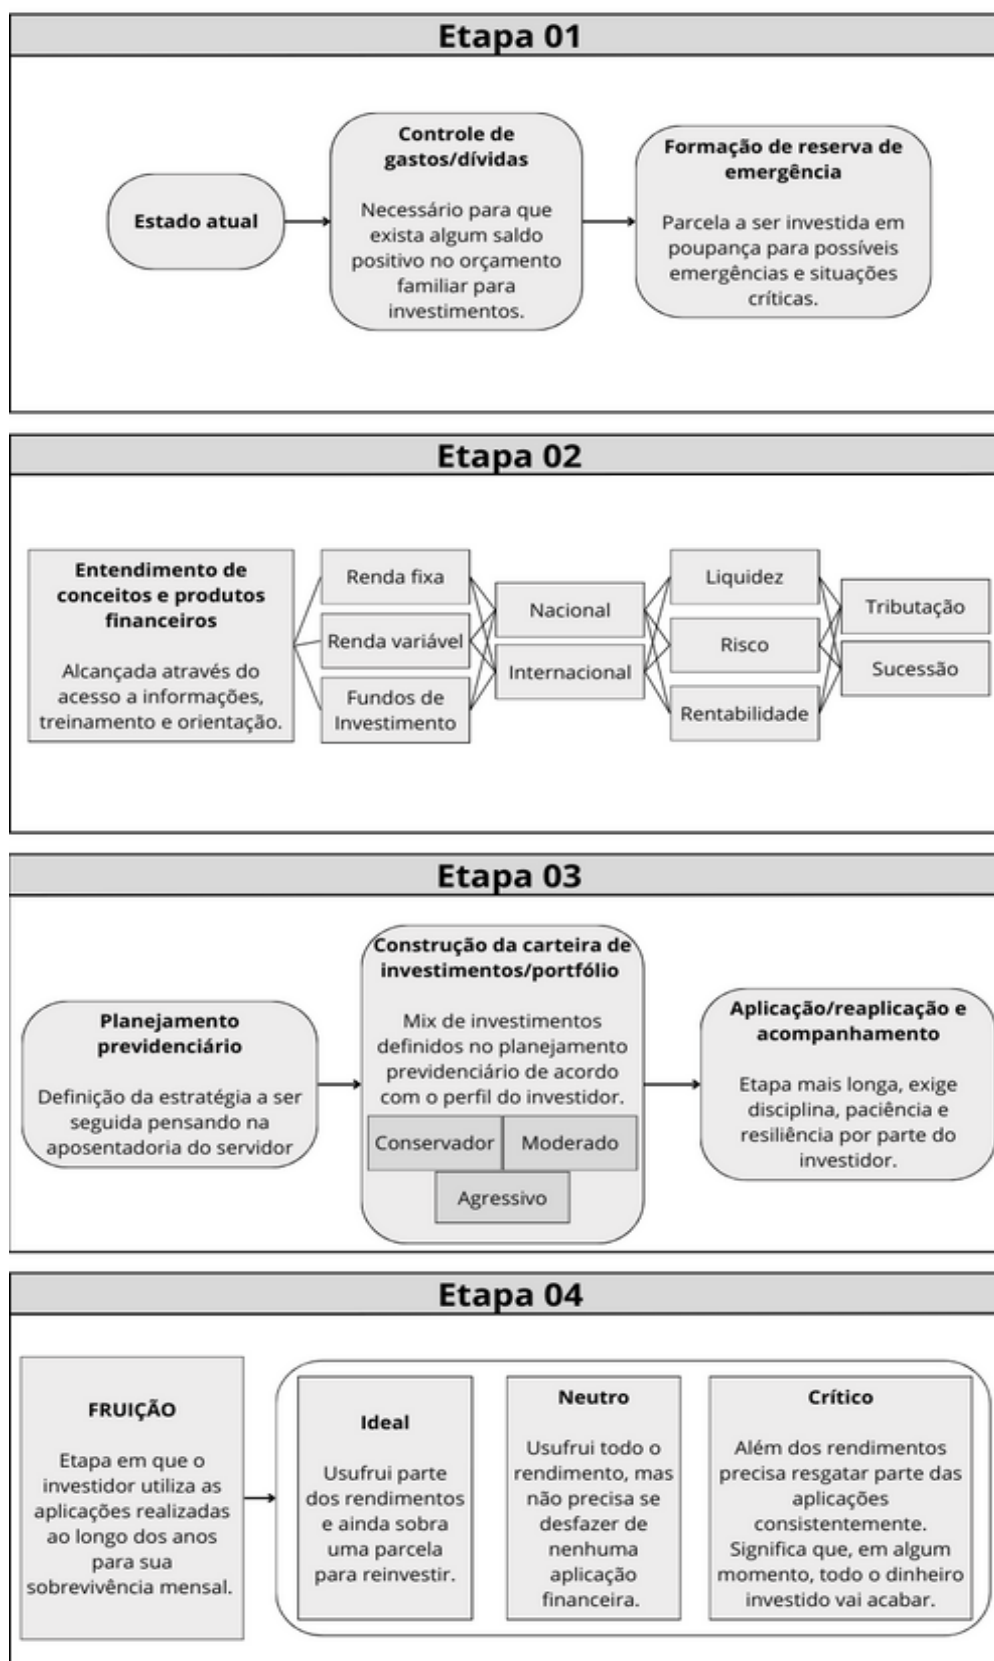 Etapa 01
Estado atual
Controle de
gastos/dívidas
Necessário para que
exista algum saldo
positivo no orçamento
familiar para
investimentos.
Formação de reserva de
emergência
Parcela a ser investida em
poupança para possíveis
emergências e situações
críticas.
Etapa 02
Entendimento de
conceitos e produtos
financeiros
Alcançada através do
acesso a informações,
treinamento e orientação.
Renda fixa
Renda variável
Fundos de
Investimento
Nacional
Internacional
Liquidez
Risco
Rentabilidade
Tributação
Sucessão
Etapa 03
Planejamento
previdenciário
Definição da estratégia a ser
seguida pensando na
aposentadoria do servidor
Construção da carteira de
investimentos/portfólio
Mix de investimentos
definidos no planejamento
previdenciário de acordo
com o perfil do investidor.
Conservador
Moderado
Agressivo
Aplicação/reaplicação e
acompanhamento
Etapa mais longa, exige
disciplina, paciência e
resiliência por parte do
investidor.
Etapa 04
FRUIÇÃO
Etapa em que o
investidor utiliza as
aplicações realizadas
ao longo dos anos
para sua
sobrevivência mensal.
Ideal
Usufrui parte
dos rendimentos
e ainda sobra
uma parcela
para reinvestir.
Neutro
Usufrui todo o
rendimento, mas
não precisa se
desfazer de
nenhuma
aplicação
financeira.
Crítico
Além dos rendimentos
precisa resgatar parte das
aplicações
consistentemente.
Significa que, em algum
momento, todo o dinheiro
investido vai acabar.